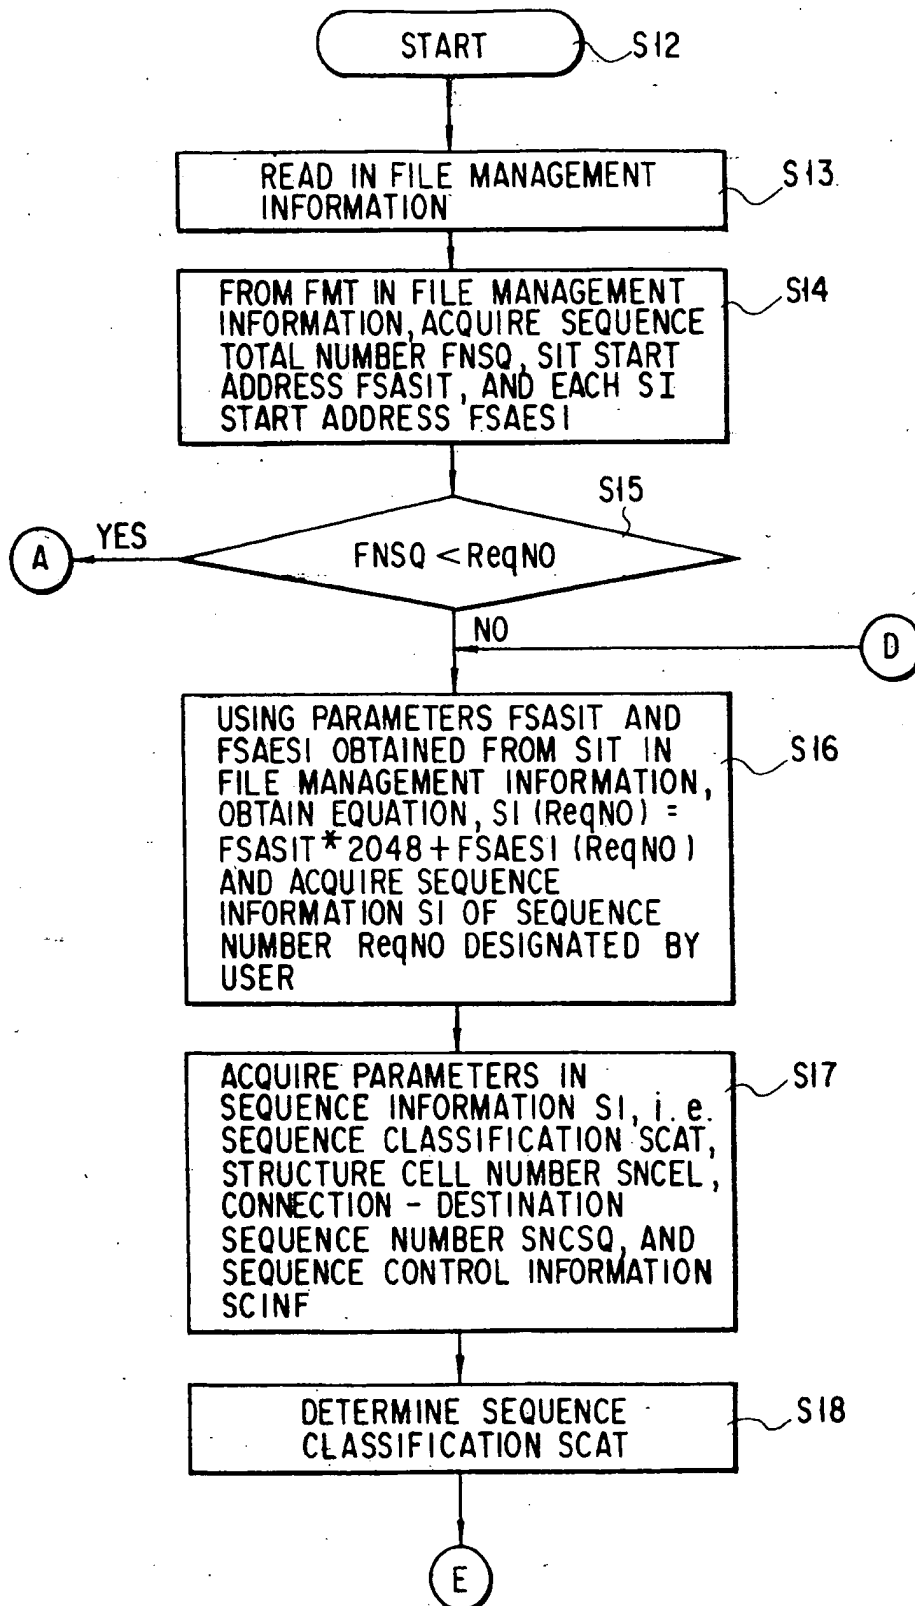 START
S12
READ IN FILE MANAGEMENT
INFORMATION
S13
FROM FMT IN FILE MANAGEMENT
INFORMATION, ACQUIRE SEQUENCE
TOTAL NUMBER FNSQ, SIT START
ADDRESS FSASIT, AND EACH SI
START ADDRESS FSAESI
S14
S15
FNSQ < ReqNO
YES
A
NO
D
USING PARAMETERS FSASIT AND
FSAESI OBTAINED FROM SIT IN
FILE MANAGEMENT INFORMATION,
OBTAIN EQUATION, SI (ReqNO) =
FSASIT * 2048 + FSAESI (ReqNO)
AND ACQUIRE SEQUENCE
INFORMATION SI OF SEQUENCE
NUMBER ReqNO DESIGNATED BY
USER
S16
ACQUIRE PARAMETERS IN
SEQUENCE INFORMATION SI, i.e.
SEQUENCE CLASSIFICATION SCAT,
STRUCTURE CELL NUMBER SNCEL,
CONNECTION - DESTINATION
SEQUENCE NUMBER SNCSQ, AND
SEQUENCE CONTROL INFORMATION
SCINF
S17
DETERMINE SEQUENCE
CLASSIFICATION SCAT
S18
E